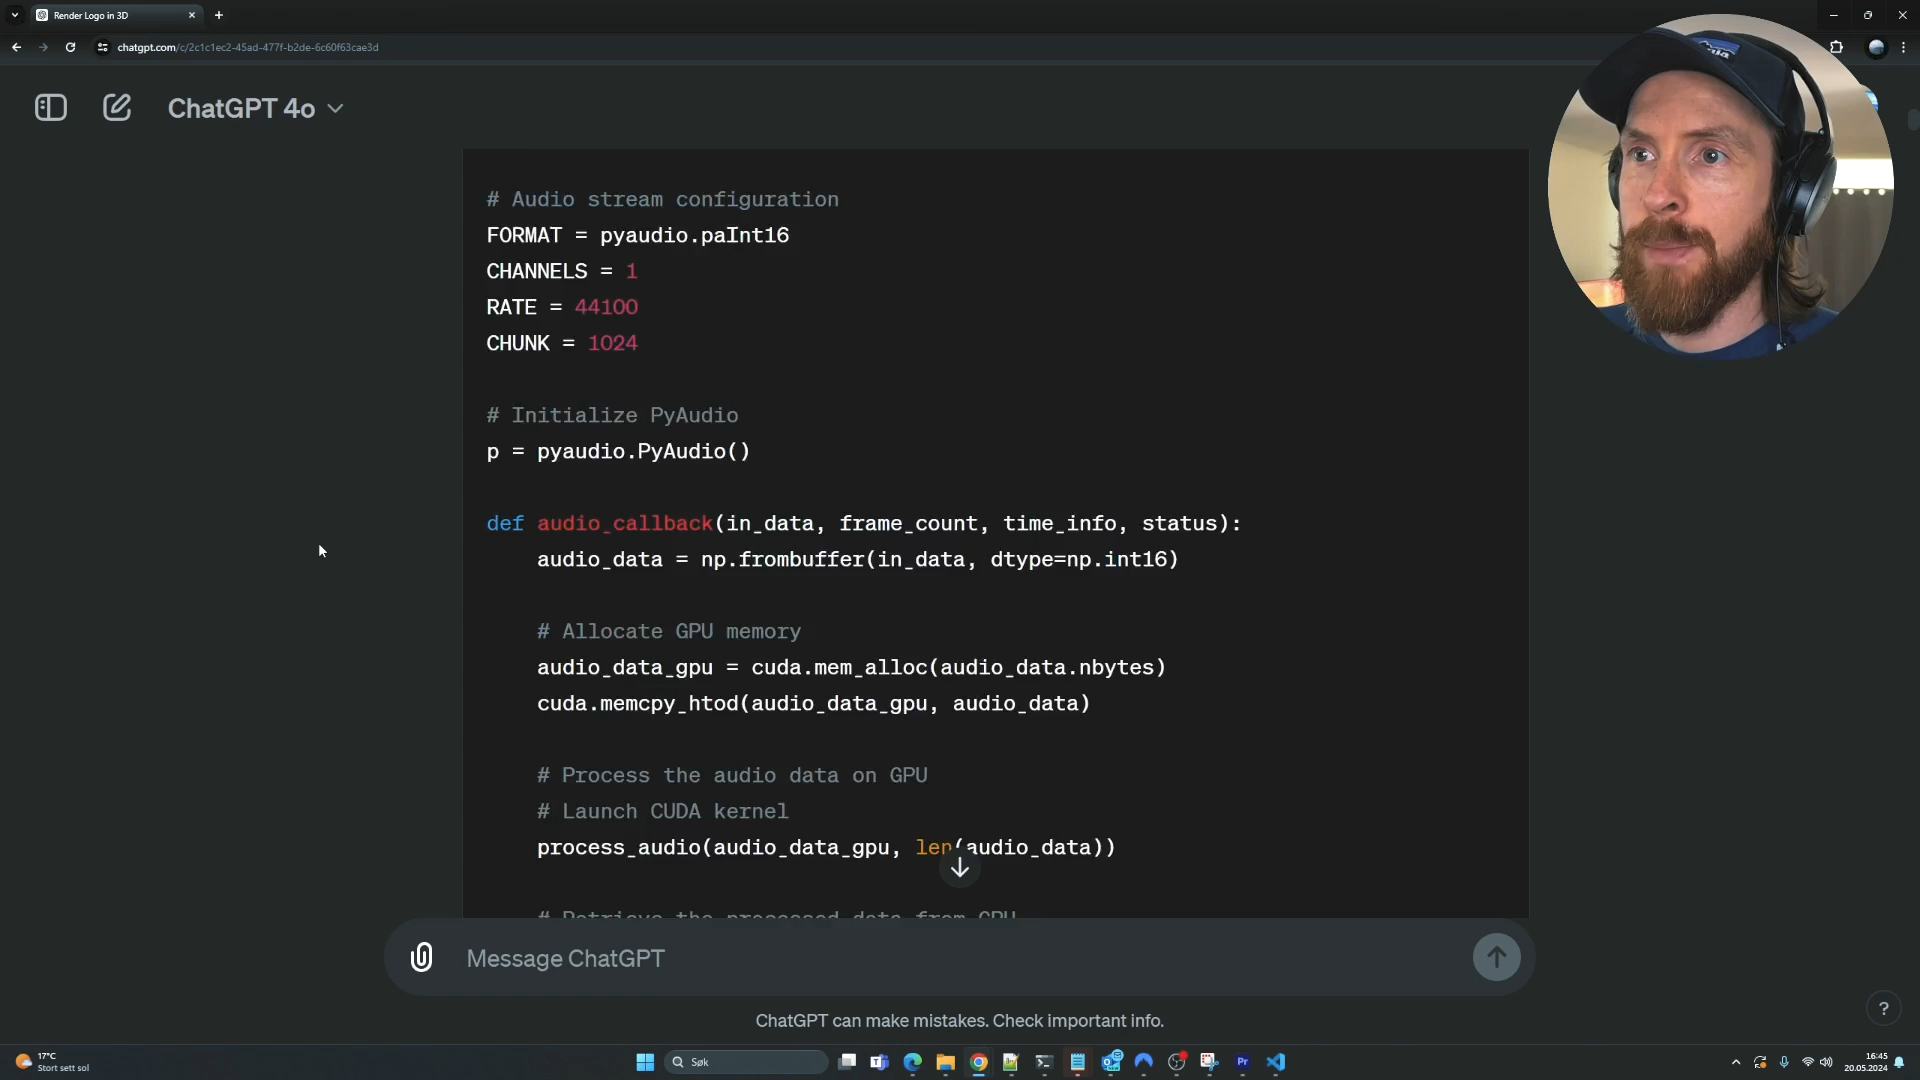 Render Logo in 3D
chatgpt.com/c/2c1c1ec2-45ad-477f-b2de-6c60f63cae3d
ChatGPT 4o
# Audio stream configuration
FORMAT = pyaudio.paInt16
CHANNELS = 1
RATE = 44100
CHUNK = 1024
# Initialize PyAudio
p = pyaudio.PyAudio()
def audio_callback(in_data, frame_count, time_info, status):
audio_data = np.frombuffer(in_data, dtype=np.int16)
# Allocate GPU memory
audio_data_gpu = cuda.mem_alloc(audio_data.nbytes)
cuda.memcpy_htod(audio_data_gpu, audio_data)
# Process the audio data on GPU
# Launch CUDA kernel
process_audio(audio_data_gpu, len(audio_data))
# Retrieve the processed data from GPU
Message ChatGPT
ChatGPT can make mistakes. Check important info.
?
17°C
Stort sett sol
Søk
Pr
16:45
20.05.2024